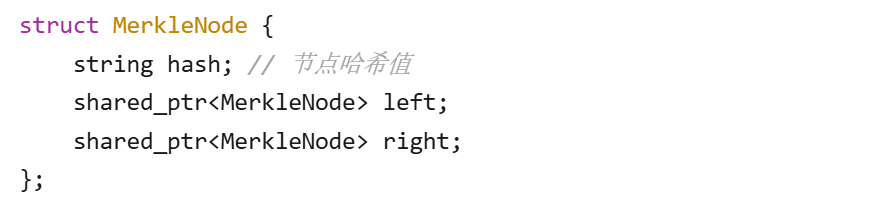 struct MerkleNode {
    string hash; // 节点哈希值
    shared_ptr<MerkleNode> left;
    shared_ptr<MerkleNode> right;
};